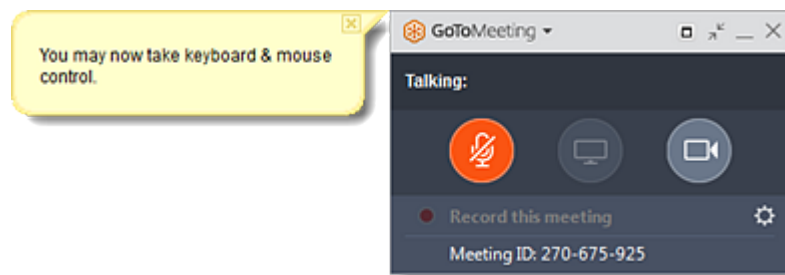 You may now take keyboard & mouse
control.
GoToMeeting
Talking:
Record this meeting
Meeting ID: 270-675-925